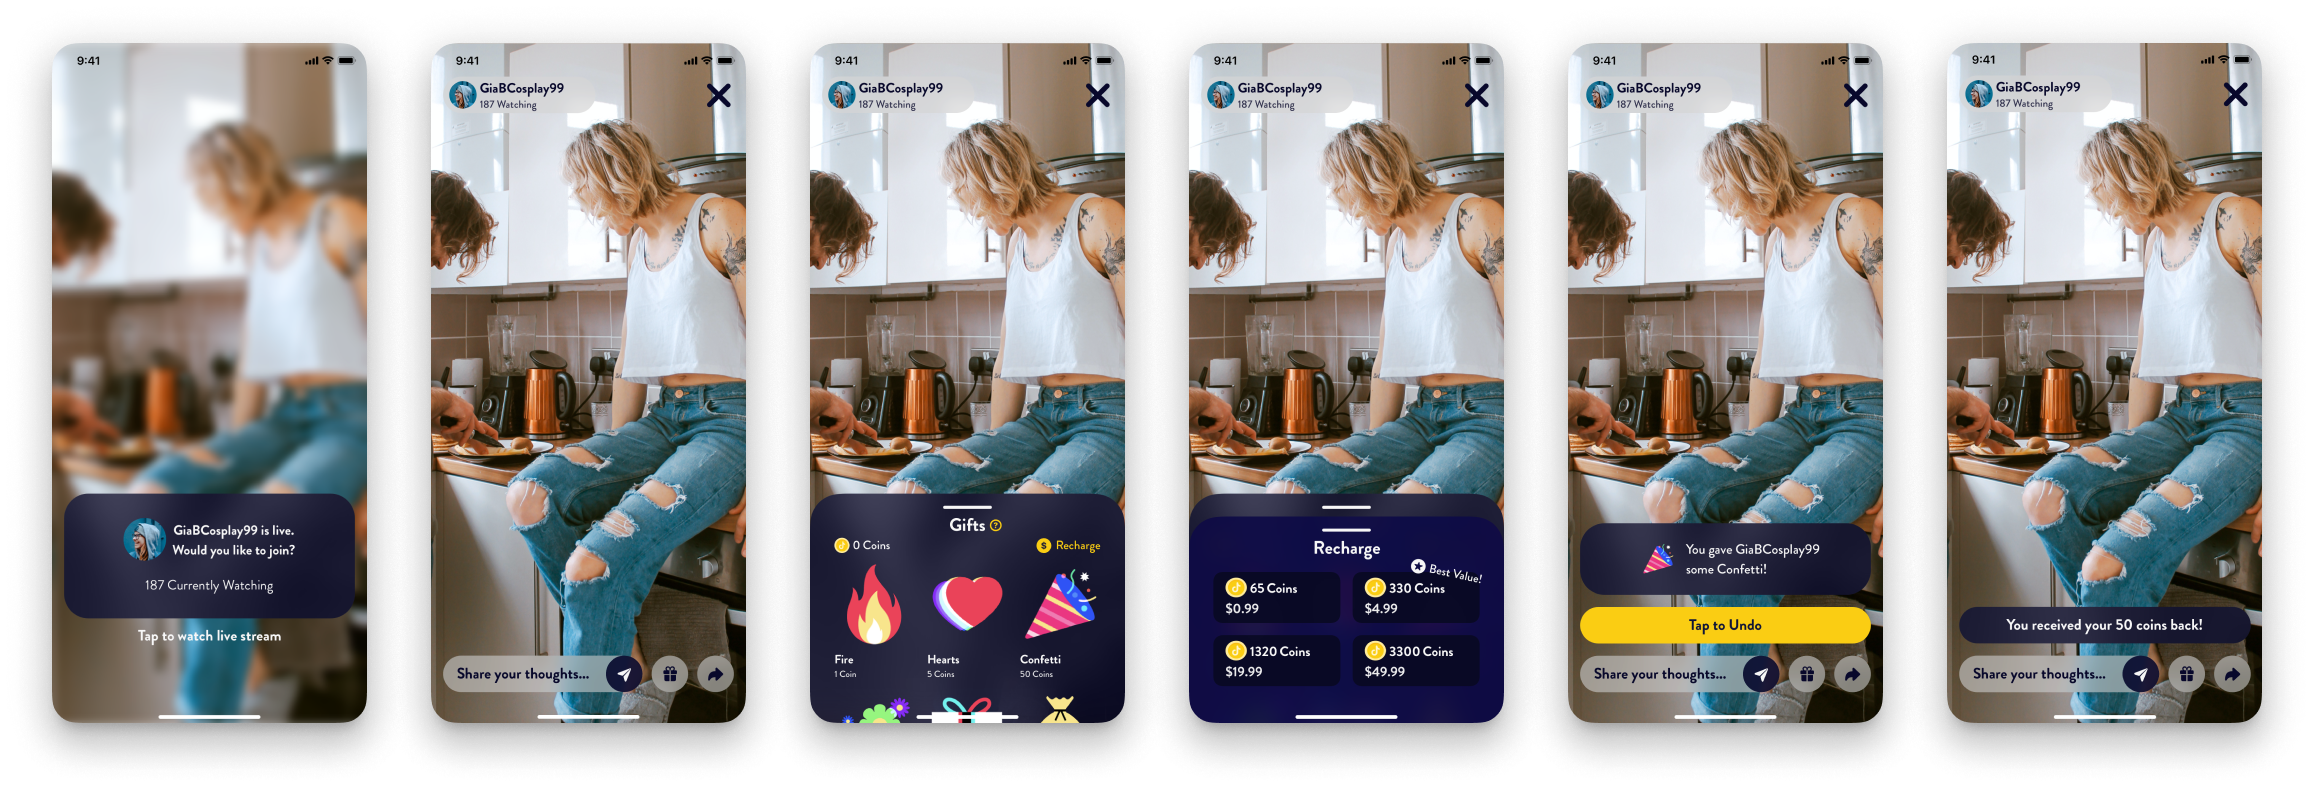 9:41
GiaBCosplay99 is live.
Would you like to join?
187 Currently Watching
Tap to watch live stream
9:41
GiaBCosplay99
187 Watching
Share your thoughts...
9:41
GiaBCosplay99
187 Watching
Gifts ?
0 Coins
$ Recharge
Fire
1 Coin
Hearts
5 Coins
Confetti
50 Coins
9:41
GiaBCosplay99
187 Watching
Recharge
Best Value!
65 Coins
$0.99
330 Coins
$4.99
1320 Coins
$19.99
3300 Coins
$49.99
9:41
GiaBCosplay99
187 Watching
You gave GiaBCosplay99
some Confetti!
Tap to Undo
Share your thoughts...
9:41
GiaBCosplay99
187 Watching
You received your 50 coins back!
Share your thoughts...